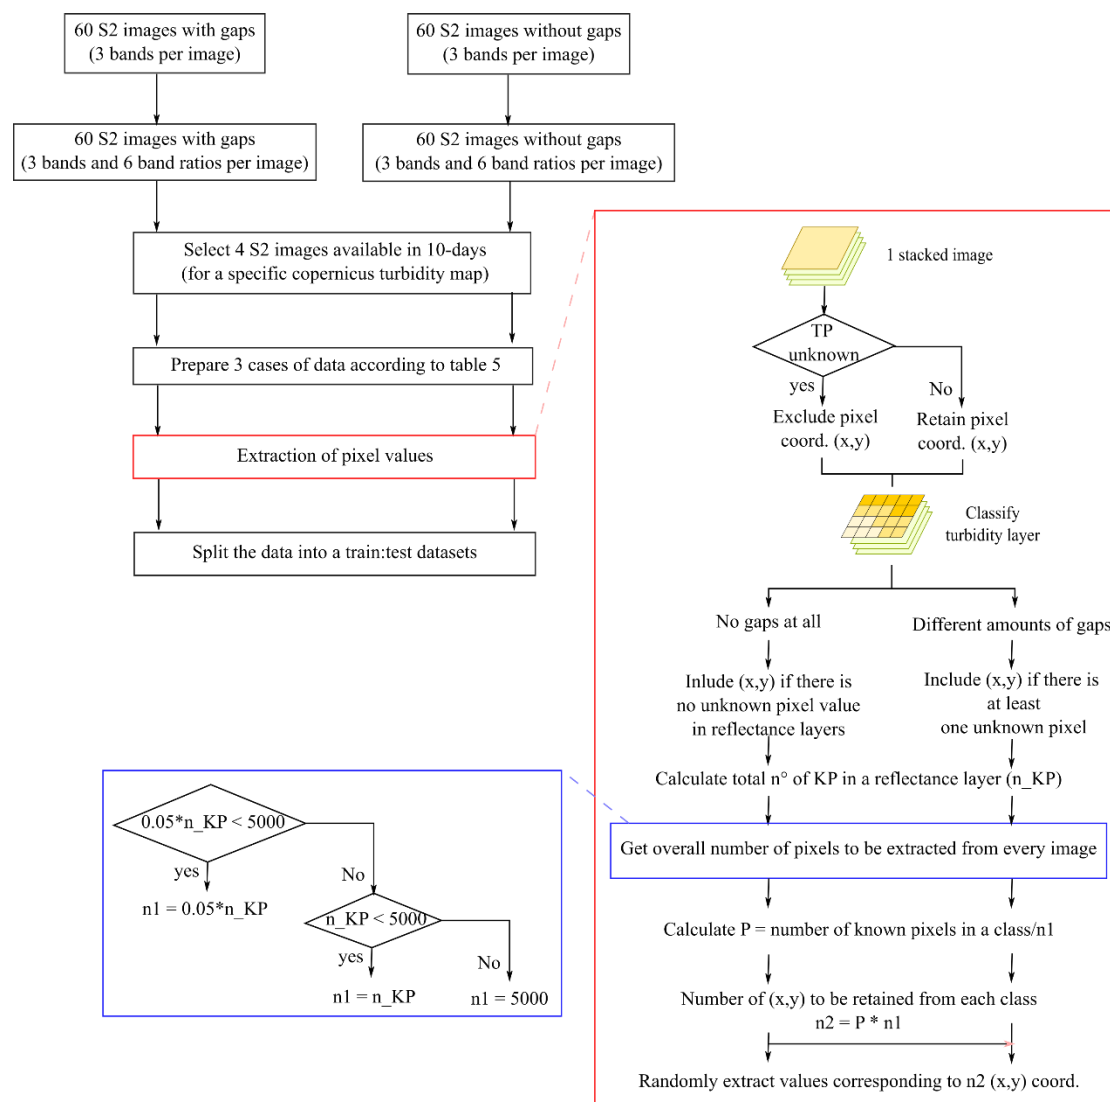 60 S2 images with gaps
(3 bands per image)
60 S2 images without gaps
(3 bands per image)
60 S2 images with gaps
(3 bands and 6 band ratios per image)
60 S2 images without gaps
(3 bands and 6 band ratios per image)
Select 4 S2 images available in 10-days
(for a specific copernicus turbidity map)
Prepare 3 cases of data according to table 5
Extraction of pixel values
Split the data into a train:test datasets
1 stacked image
TP
unknown
yes
No
Exclude pixel
coord. (x,y)
Retain pixel
coord. (x,y)
Classify
turbidity layer
No gaps at all
Different amounts of gaps
Inlude (x,y) if there is
no unknown pixel value
in reflectance layers
Include (x,y) if there is
at least
one unknown pixel
Calculate total n° of KP in a reflectance layer (n_KP)
Get overall number of pixels to be extracted from every image
Calculate P = number of known pixels in a class/n1
Number of (x,y) to be retained from each class
n2 = P * n1
Randomly extract values corresponding to n2 (x,y) coord.
0.05*n_KP < 5000
yes
No
n1 = 0.05*n_KP
n_KP < 5000
yes
No
n1 = n_KP
n1 = 5000